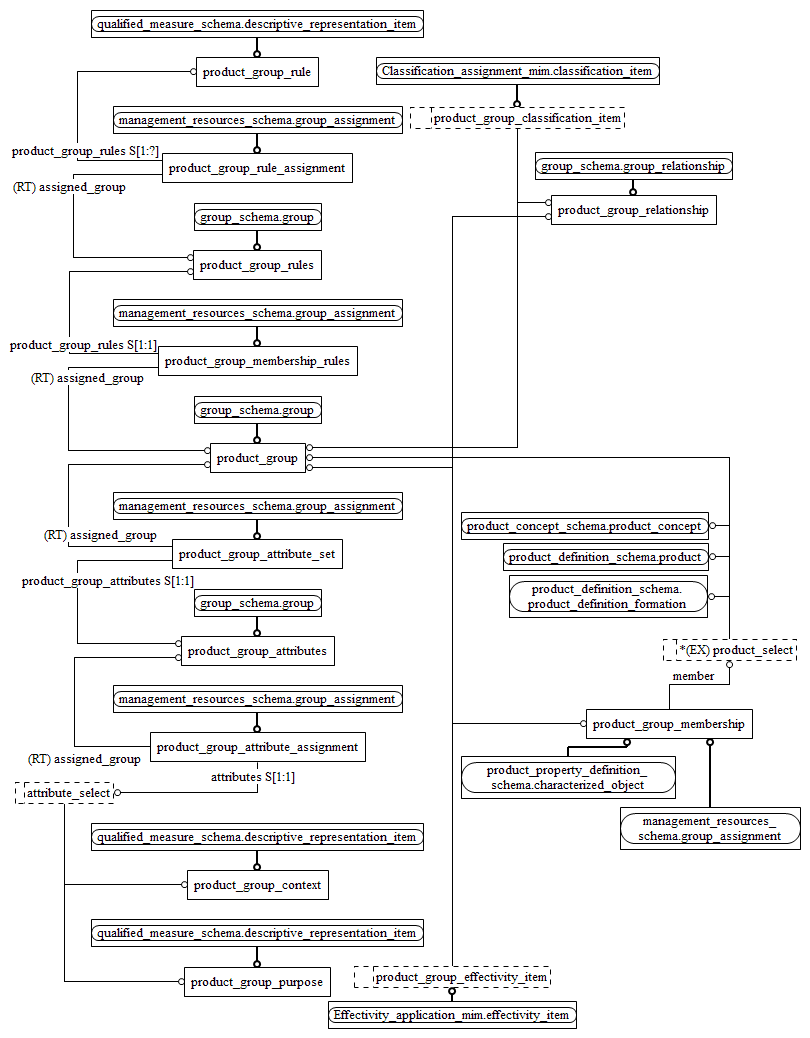 qualified_measure_schema.descriptive_representation_item
product_group_rule
Classification_assignment_mim.classification_item
management_resources_schema.group_assignment
product_group_classification_item
product_group_rules S[1:?]
product_group_rule_assignment
group_schema.group_relationship
(RT) assigned_group
group_schema.group
product_group_relationship
product_group_rules
management_resources_schema.group_assignment
product_group_rules S[1:1]
product_group_membership_rules
(RT) assigned_group
group_schema.group
product_group
management_resources_schema.group_assignment
product_concept_schema.product_concept
(RT) assigned_group
product_group_attribute_set
product_definition_schema.product
product_group_attributes S[1:1]
product_definition_schema.
product_definition_formation
group_schema.group
product_group_attributes
*(EX) product_select
member
management_resources_schema.group_assignment
product_group_membership
product_group_attribute_assignment
(RT) assigned_group
attributes S[1:1]
product_property_definition_
schema.characterized_object
attribute_select
management_resources_
schema.group_assignment
qualified_measure_schema.descriptive_representation_item
product_group_context
qualified_measure_schema.descriptive_representation_item
product_group_purpose
product_group_effectivity_item
Effectivity_application_mim.effectivity_item